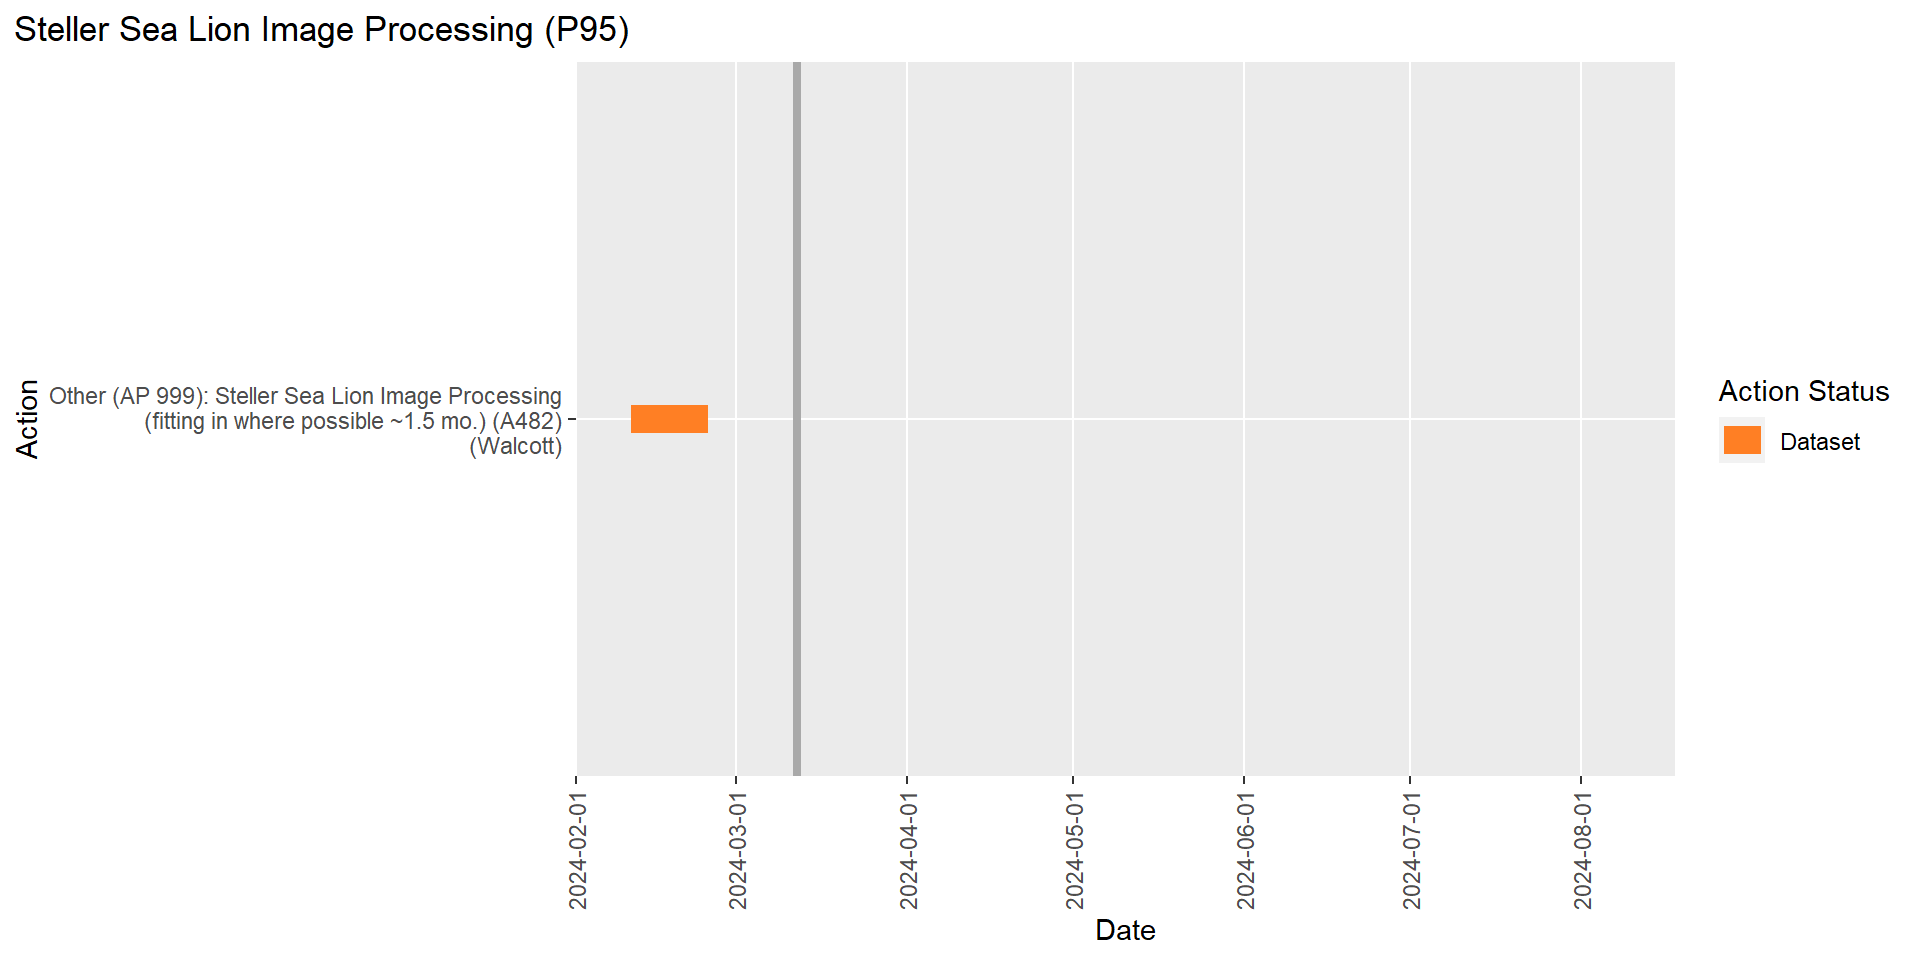 Steller Sea Lion Image Processing (P95)
Action
Other (AP 999): Steller Sea Lion Image Processing
(fitting in where possible ~1.5 mo.) (A482)
(Walcott)
2024-02-01
2024-03-01
2024-04-01
2024-05-01
2024-06-01
2024-07-01
2024-08-01
Date
Action Status
Dataset